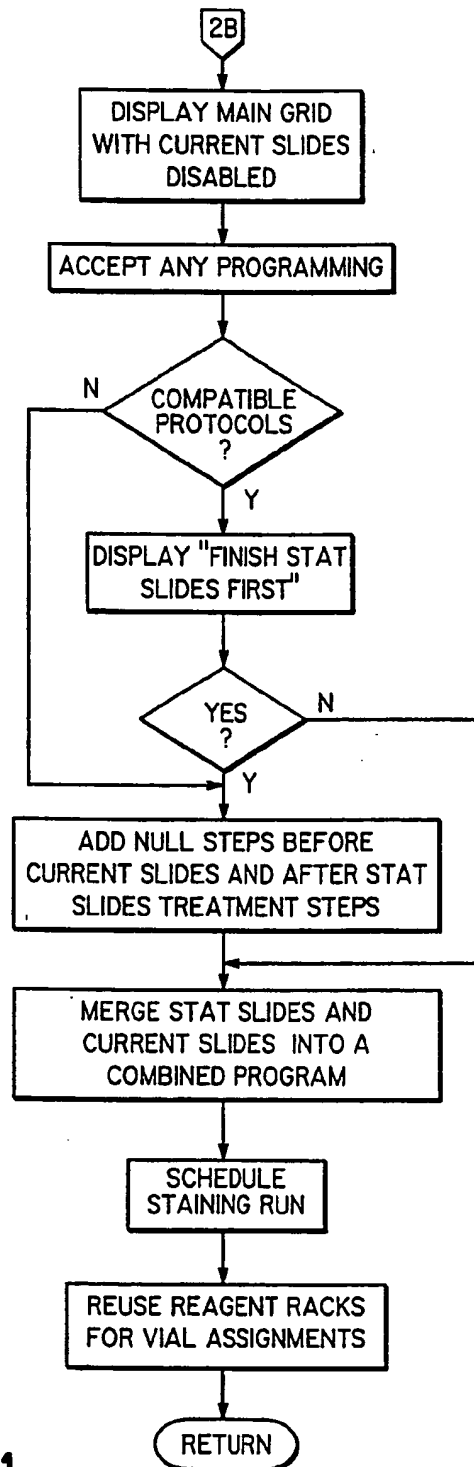 2B
DISPLAY MAIN GRID
WITH CURRENT SLIDES
DISABLED
ACCEPT ANY PROGRAMMING
N
COMPATIBLE
PROTOCOLS
?
Y
DISPLAY "FINISH STAT
SLIDES FIRST"
YES
?
N
Y
ADD NULL STEPS BEFORE
CURRENT SLIDES AND AFTER STAT
SLIDES TREATMENT STEPS
MERGE STAT SLIDES AND
CURRENT SLIDES INTO A
COMBINED PROGRAM
SCHEDULE
STAINING RUN
REUSE REAGENT RACKS
FOR VIAL ASSIGNMENTS
RETURN